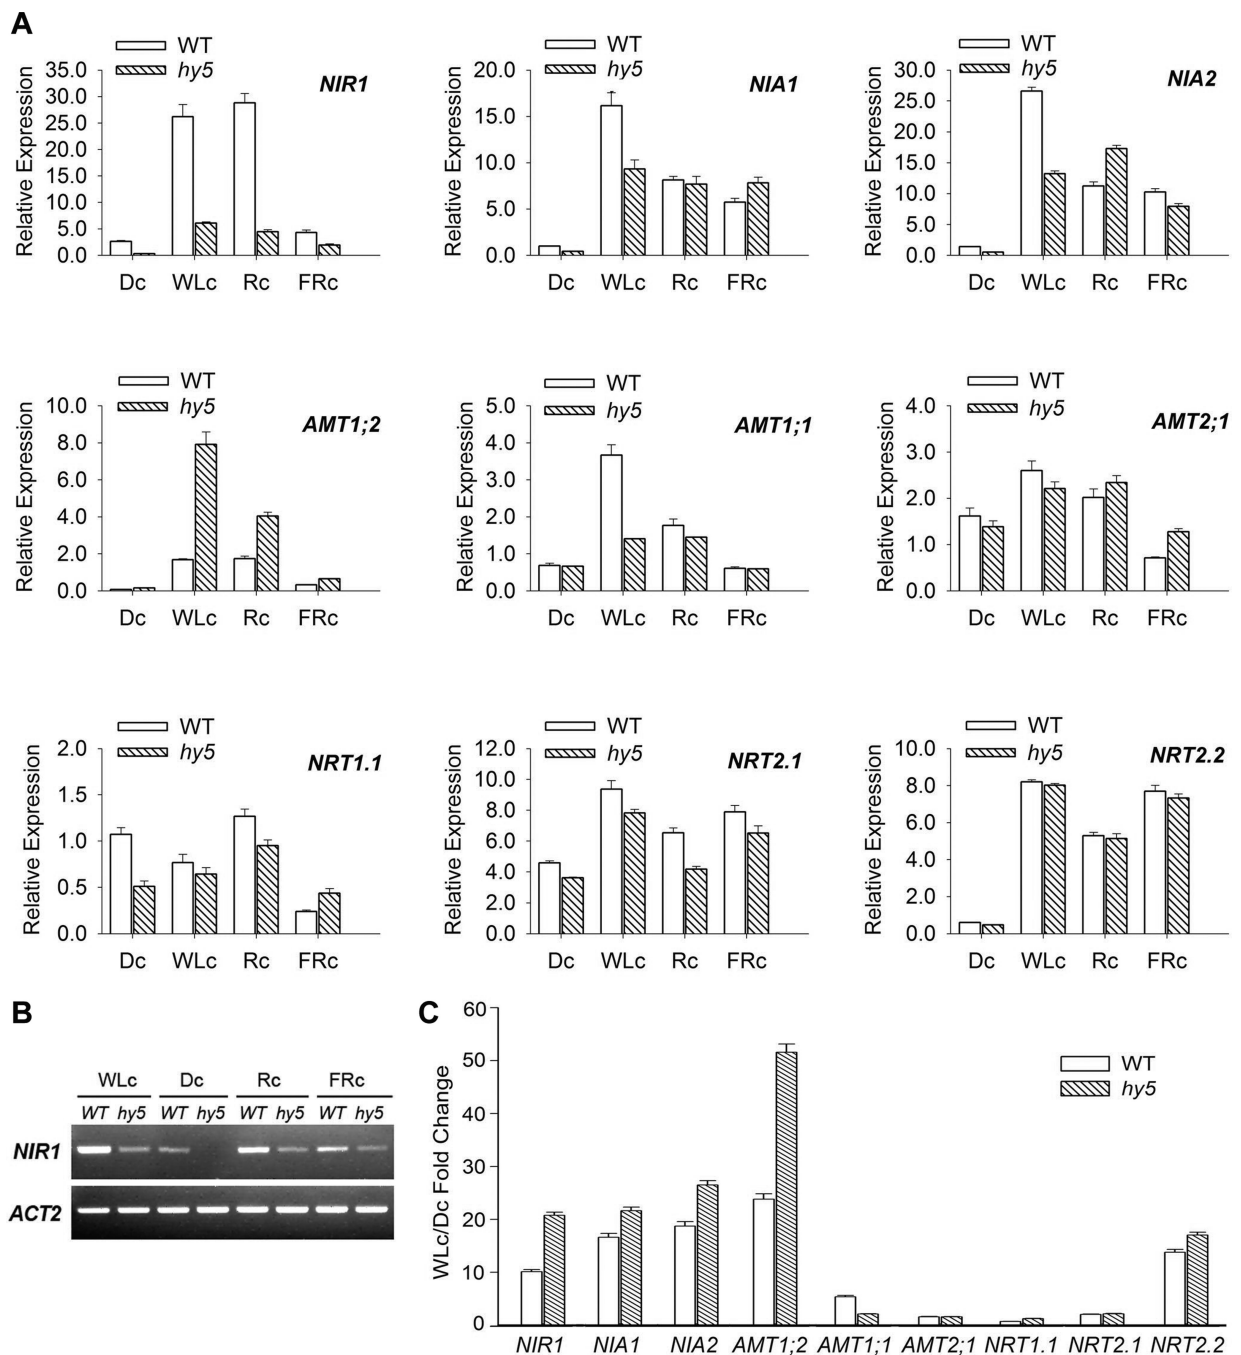 A
WT
hy5
NIR1
Relative Expression
35.0
30.0
25.0
20.0
15.0
10.0
5.0
0.0
Dc WLc Rc FRc
WT
hy5
NIA1
Relative Expression
20.0
15.0
10.0
5.0
0.0
Dc WLc Rc FRc
WT
hy5
NIA2
Relative Expression
30.0
25.0
20.0
15.0
10.0
5.0
0.0
Dc WLc Rc FRc
WT
hy5
AMT1;2
Relative Expression
10.0
8.0
6.0
4.0
2.0
0.0
Dc WLc Rc FRc
WT
hy5
AMT1;1
Relative Expression
5.0
4.0
3.0
2.0
1.0
0.0
Dc WLc Rc FRc
WT
hy5
AMT2;1
Relative Expression
4.0
3.0
2.0
1.0
0.0
Dc WLc Rc FRc
WT
hy5
NRT1.1
Relative Expression
2.0
1.5
1.0
0.5
0.0
Dc WLc Rc FRc
WT
hy5
NRT2.1
Relative Expression
12.0
10.0
8.0
6.0
4.0
2.0
0.0
Dc WLc Rc FRc
WT
hy5
NRT2.2
Relative Expression
10.0
8.0
6.0
4.0
2.0
0.0
Dc WLc Rc FRc
B
WLc Dc Rc FRc
WT hy5 WT hy5 WT hy5 WT hy5
NIR1
ACT2
C
WT
hy5
WLc/Dc Fold Change
60
50
40
30
20
10
0
NIR1 NIA1 NIA2 AMT1;2 AMT1;1 AMT2;1 NRT1.1 NRT2.1 NRT2.2